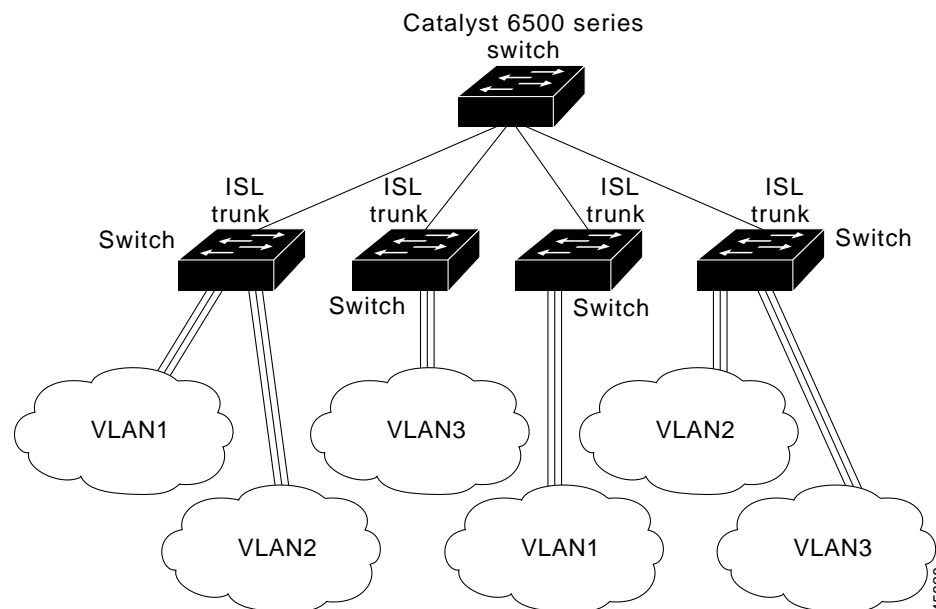 Catalyst 6500 series
switch
ISL
trunk
ISL
trunk
ISL
trunk
ISL
trunk
Switch
Switch
Switch
Switch
VLAN1
VLAN3
VLAN2
VLAN2
VLAN1
VLAN3